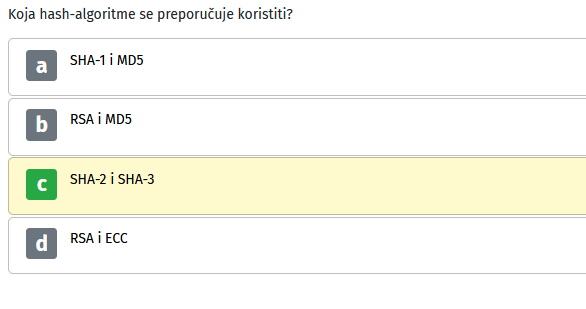 Koja hash-algoritme se preporučuje koristiti?
a SHA-1 i MD5
b RSA i MD5
c SHA-2 i SHA-3
d RSA i ECC